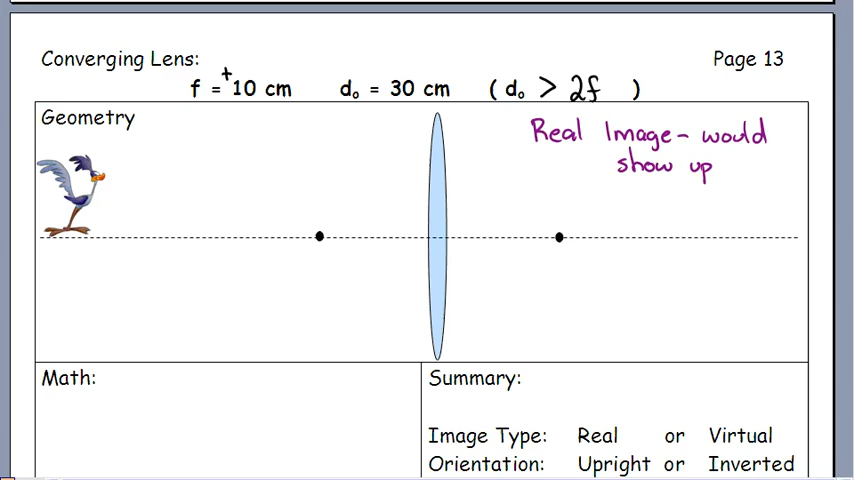 Converging Lens: Page 13
f = +10 cm dₒ = 30 cm ( dₒ > 2f )
Geometry
Real Image - would
show up
Math: Summary:
Image Type: Real or Virtual
Orientation: Upright or Inverted